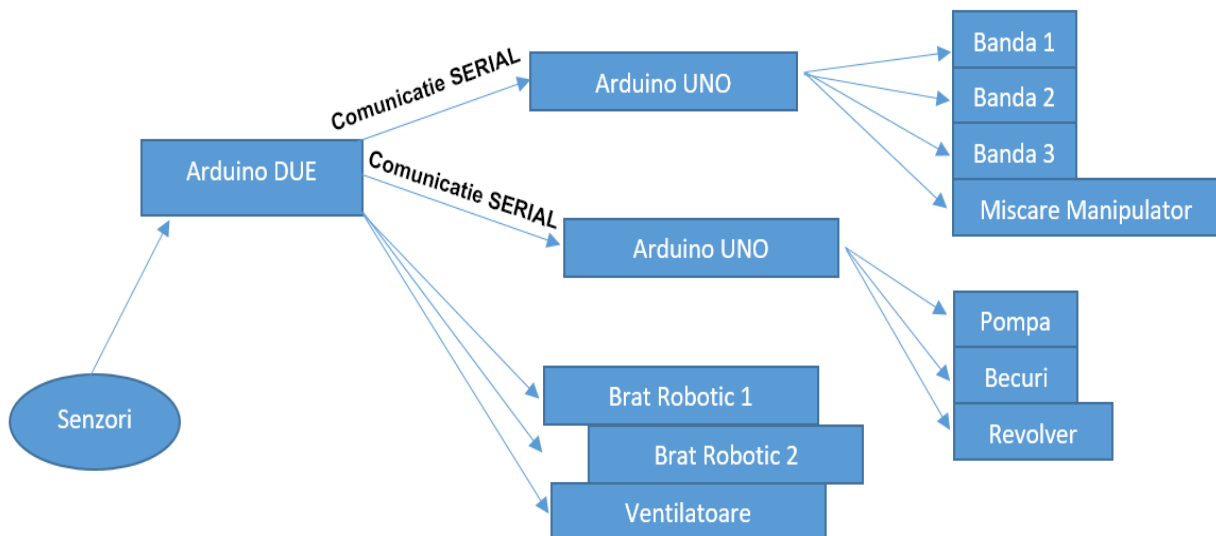 Comunicatie SERIAL
Arduino UNO
Banda 1
Banda 2
Banda 3
Miscare Manipulator
Arduino DUE
Comunicatie SERIAL
Arduino UNO
Pompa
Becuri
Revolver
Senzori
Brat Robotic 1
Brat Robotic 2
Ventilatoare